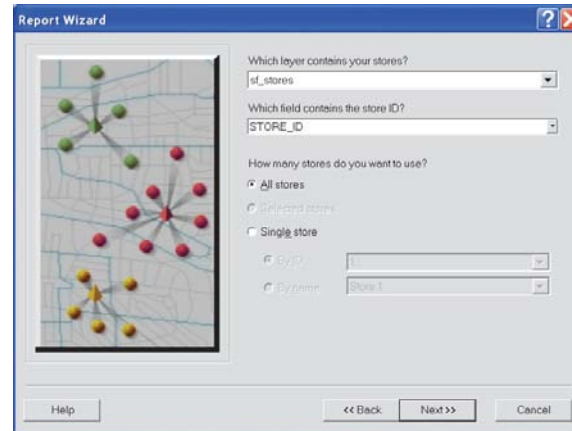 Report Wizard
Which layer contains your stores?
sf_stores
Which field contains the store ID?
STORE_ID
How many stores do you want to use?
All stores
Selected stores
Single store
By ID
1
By name
Store 1
Help
<< Back
Next >>
Cancel